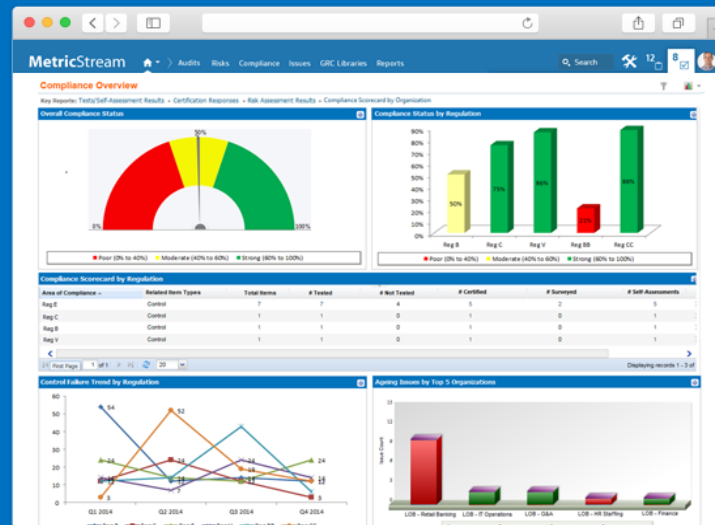 MetricStream Audits Risks Compliance Issues GRC Libraries Reports Search 12 8
Compliance Overview
Key Reports: Tests/Self-Assessment Results Certification Responses Risk Assessment Results Compliance Scorecard by Organization
Overall Compliance Status
50%
0% 100%
Poor (0% to 40%) Moderate (40% to 60%) Strong (60% to 100%)
Compliance Status by Regulation
90%
80%
70%
60%
50%
40%
30%
20%
10%
0%
50% 75%
Reg B Reg C Reg V Reg BB Reg CC
Poor (0% to 40%) Moderate (40% to 60%) Strong (60% to 100%)
Compliance Scorecard by Regulation
Area of Compliance Related Item Types Total Items # Tested # Not Tested # Certified # Surveyed # Self-Assessments
Reg E Control 7 7 4 5 2 5
Reg C Control 1 1 0 1 0 1
Reg B Control 1 1 0 1 0 1
Reg V Control 1 1 0 1 0 1
First Page 1 of 1 20 Displaying records 1 - 5 of
Control Failure Trend by Regulation
60
50
40
30
20
10
0
54 52
24 24 24 24
18
14
7
3 3
Q1 2014 Q2 2014 Q3 2014 Q4 2014
Ageing Issues by Top 5 Organizations
Issue Count
LOB - Retail Banking LOB - IT Operations LOB - G&A LOB - HR Staffing LOB - Finance